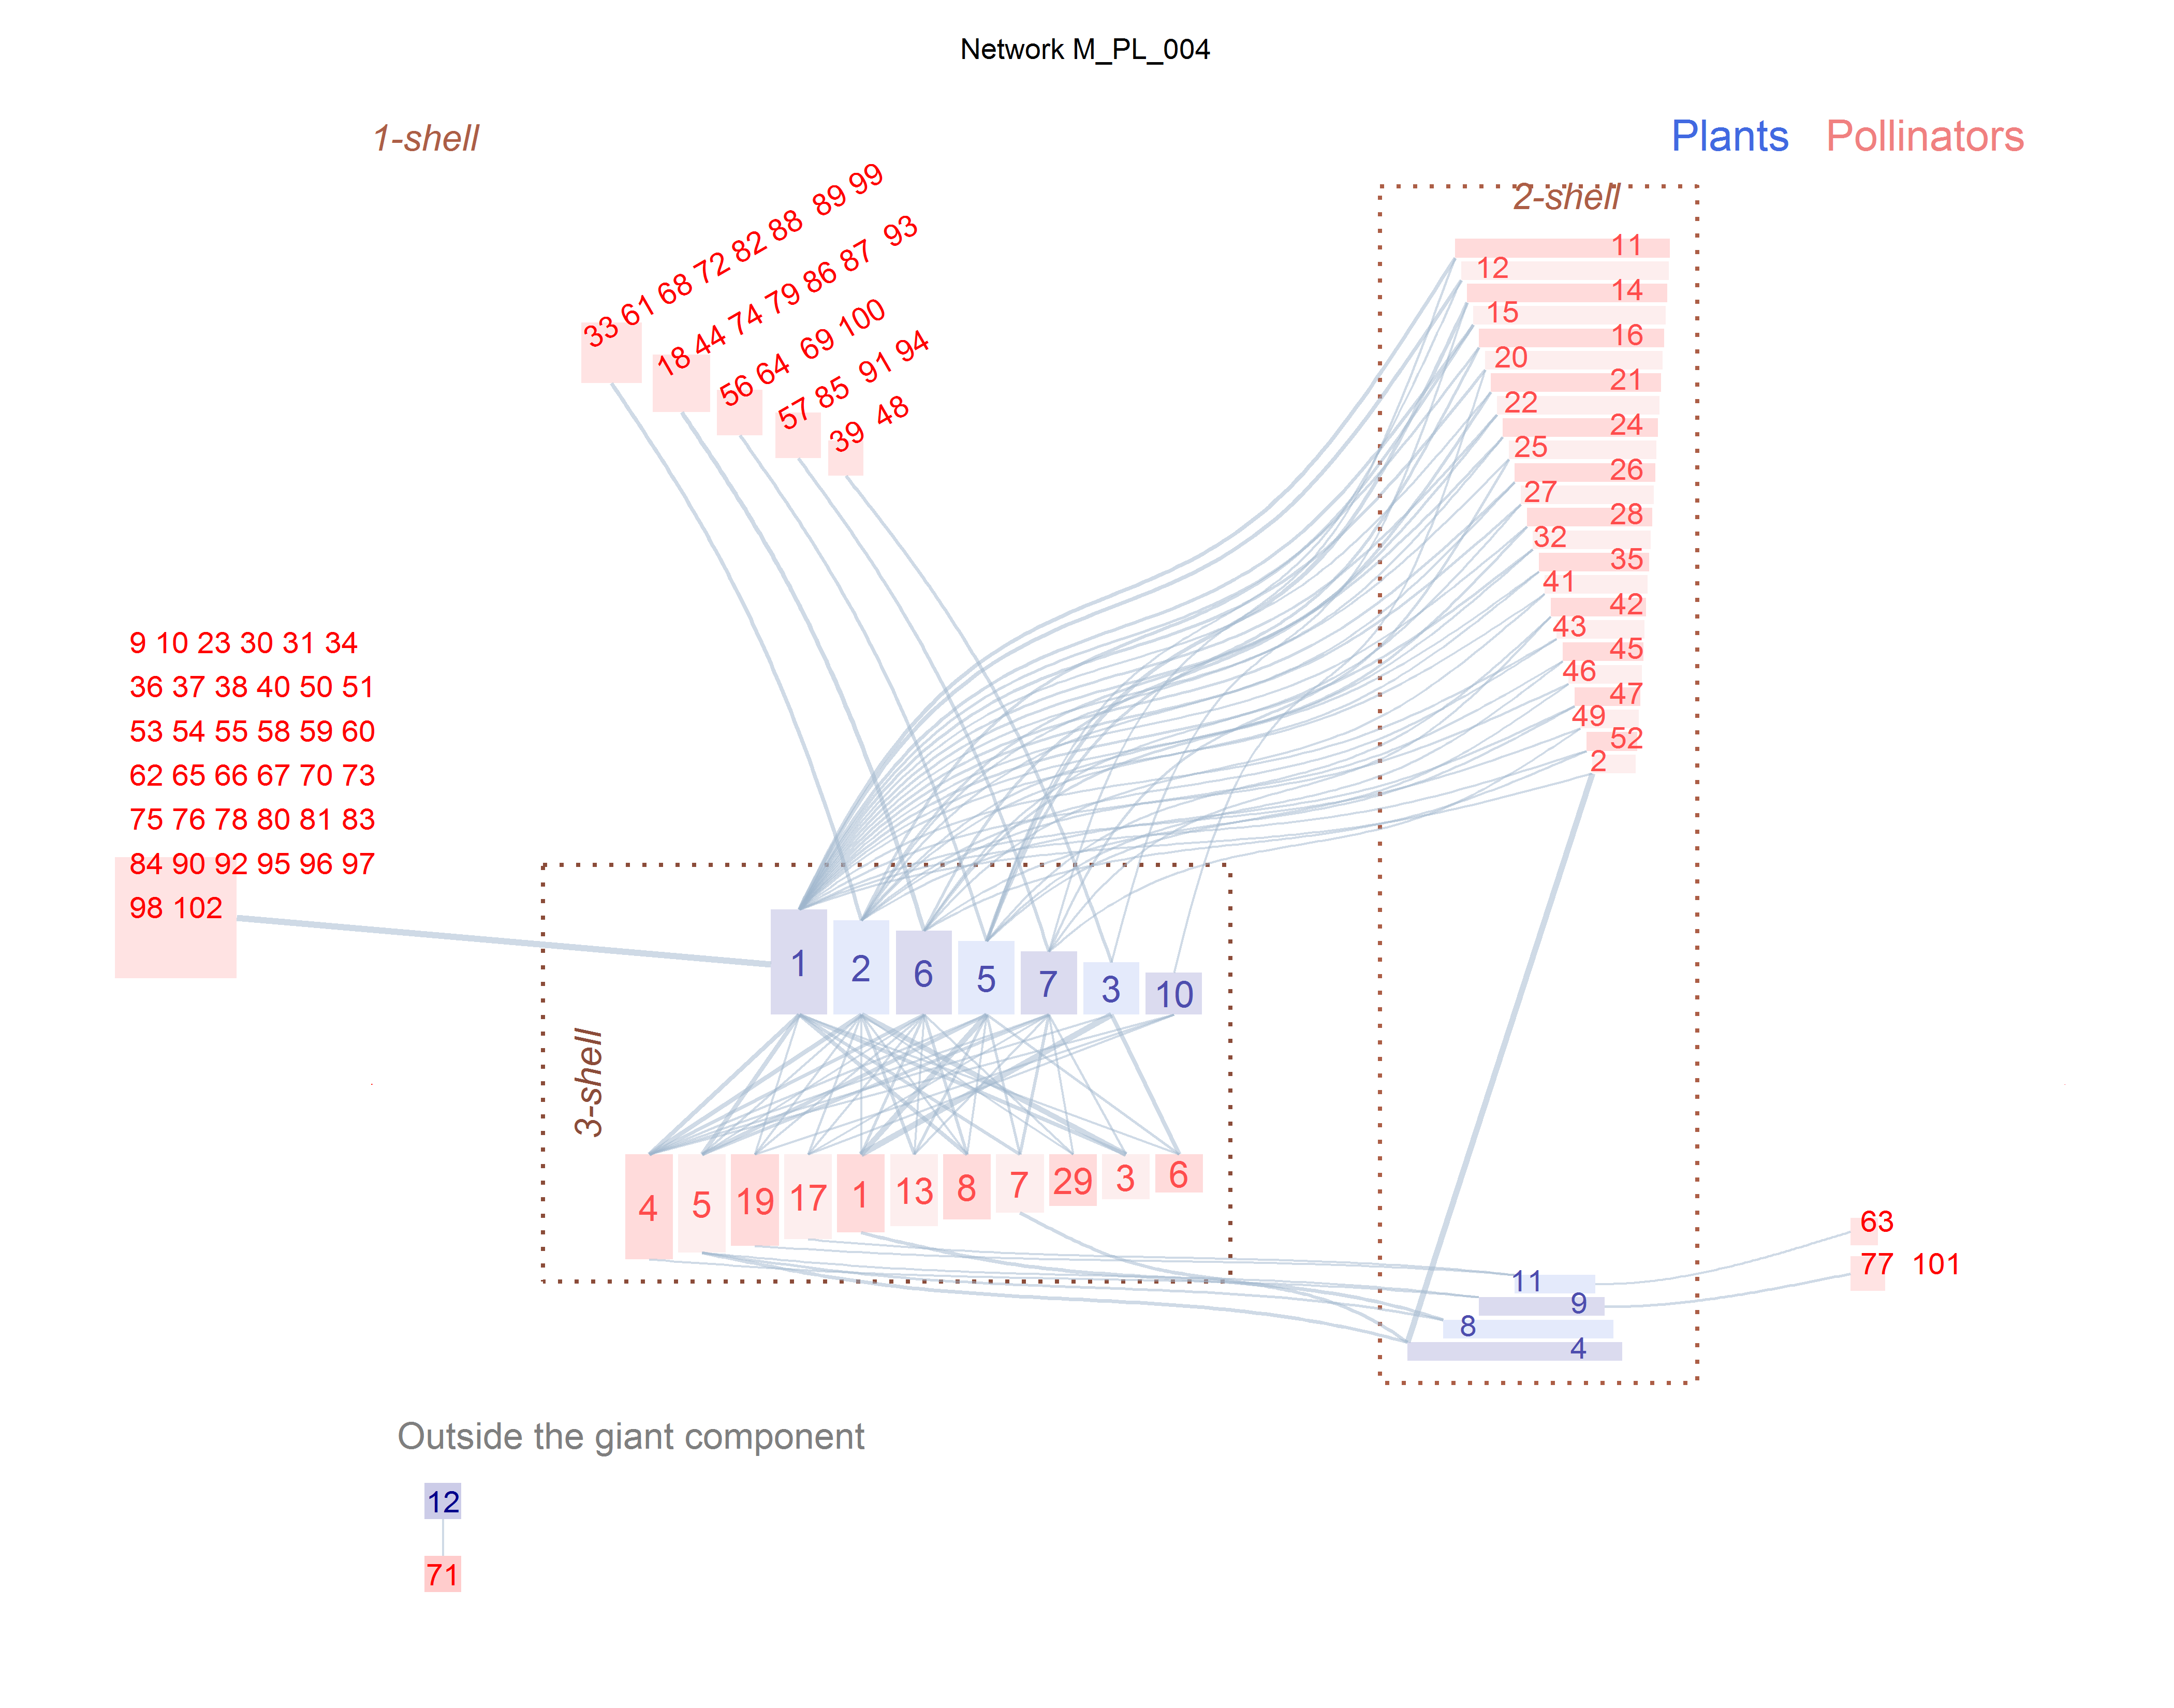 Network M_PL_004
1-shell
Plants Pollinators
2-shell
33 61 68 72 82 88 89 99
18 44 74 79 86 87 93
56 64 69 100
57 85 91 94
39 48
11
12
14
15
16
20
21
22
24
25
26
27
28
32
35
41
42
43
45
46
47
49
52
2
9 10 23 30 31 34
36 37 38 40 50 51
53 54 55 58 59 60
62 65 66 67 70 73
75 76 78 80 81 83
84 90 92 95 96 97
98 102
3-shell
1 2 6 5 7 3 10
4 5 19 17 1 13 8 7 29 3 6
63
77 101
11
9
8
4
Outside the giant component
12
71